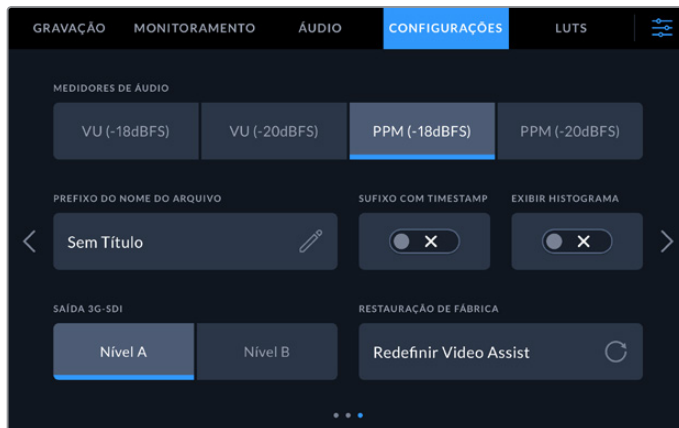 GRAVAÇÃO MONITORAMENTO ÁUDIO CONFIGURAÇÕES LUTS
MEDIDORES DE ÁUDIO
VU (-18dBFS) VU (-20dBFS) PPM (-18dBFS) PPM (-20dBFS)
PREFIXO DO NOME DO ARQUIVO SUFIXO COM TIMESTAMP EXIBIR HISTOGRAMA
Sem Título
SAÍDA 3G-SDI RESTAURAÇÃO DE FÁBRICA
Nível A Nível B Redefinir Video Assist